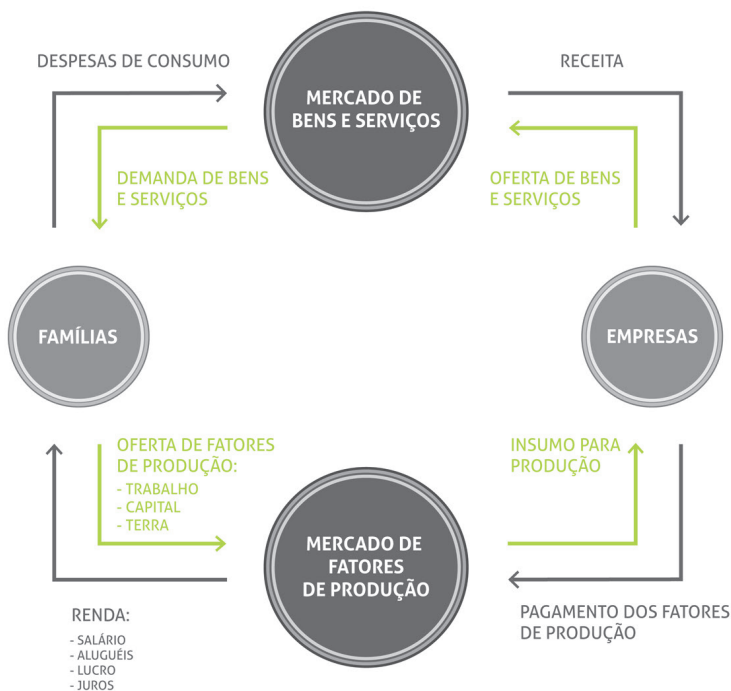 DESPESAS DE CONSUMO
MERCADO DE
BENS E SERVIÇOS
RECEITA
DEMANDA DE BENS
E SERVIÇOS
OFERTA DE BENS
E SERVIÇOS
FAMÍLIAS
EMPRESAS
OFERTA DE FATORES
DE PRODUÇÃO:
- TRABALHO
- CAPITAL
- TERRA
INSUMO PARA
PRODUÇÃO
MERCADO DE
FATORES
DE PRODUÇÃO
RENDA:
- SALÁRIO
- ALUGUÉIS
- LUCRO
- JUROS
PAGAMENTO DOS FATORES
DE PRODUÇÃO